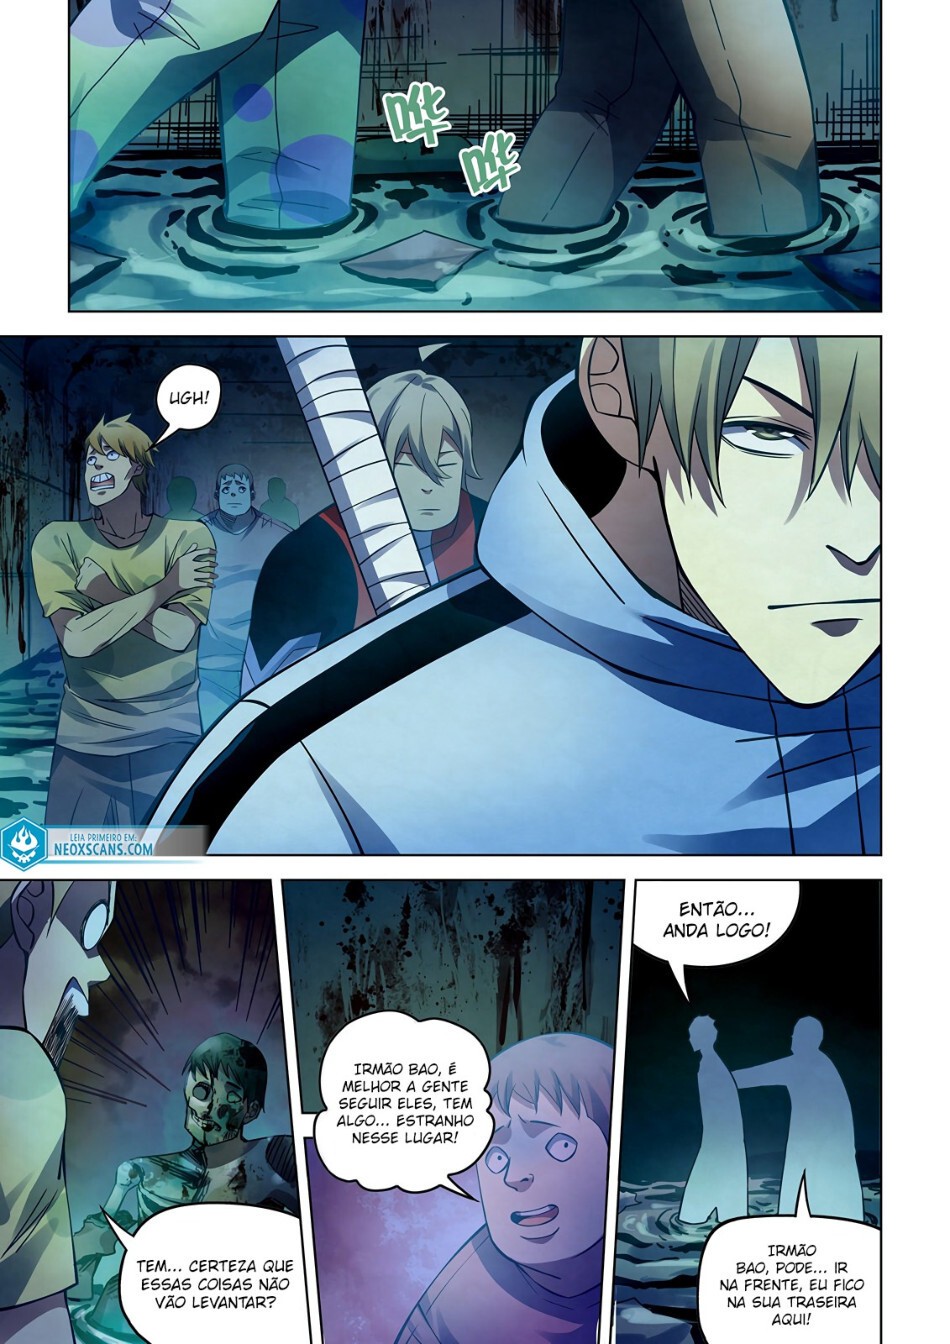 UGH!
LEIA PRIMEIRO EM:
NEOXSCANS.COM
TEM... CERTEZA QUE
ESSAS COISAS NÃO
VÃO LEVANTAR?
IRMÃO BAO, É
MELHOR A GENTE
SEGUIR ELES, TEM
ALGO... ESTRANHO
NESSE LUGAR!
ENTÃO...
ANDA LOGO!
IRMÃO
BAO, PODE... IR
NA FRENTE, EU FICO
NA SUA TRASEIRA
AQUI!